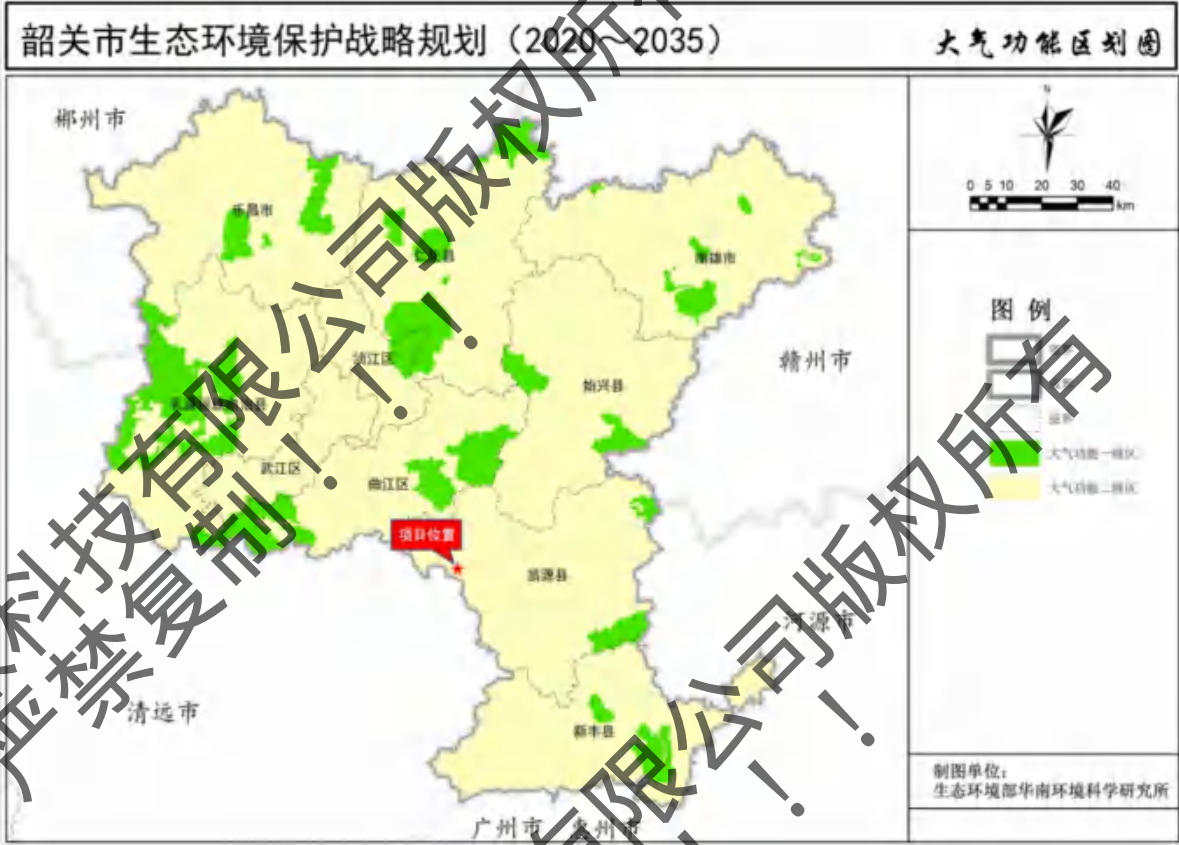 韶关市生态环境保护战略规划（2020～2035）
大气功能区划图
郴州市
N
0 5 10 20 30 40
km
乐昌市
仁化县
南雄市
图 例
浈江区
赣州市
始兴县
县界
大气功能一类区
武江区
曲江区
大气功能二类区
项目位置
翁源县
河源市
清远市
新丰县
制图单位：
生态环境部华南环境科学研究所
广州市
惠州市
科技有限公司版权所有
严禁复制！！！
有限公司版权所有
！！